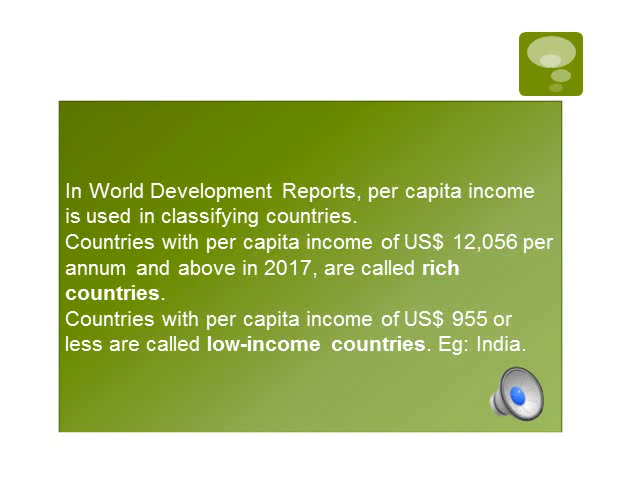 In World Development Reports, per capita income
is used in classifying countries.
Countries with per capita income of US$ 12,056 per
annum and above in 2017, are called rich
countries.
Countries with per capita income of US$ 955 or
less are called low-income countries. Eg: India.